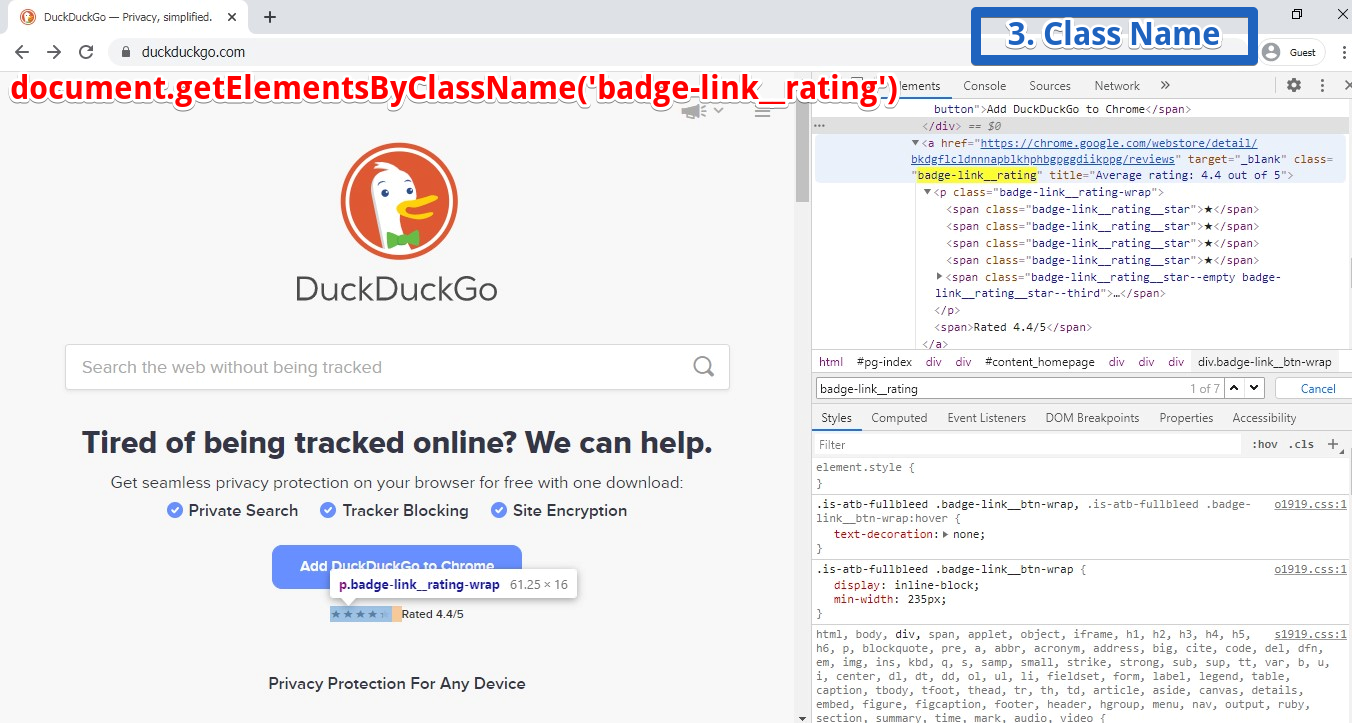 DuckDuckGo — Privacy, simplified.
3. Class Name
duckduckgo.com
Guest
document.getElementsByClassName('badge-link__rating')
Elements
Console
Sources
Network
button">Add DuckDuckGo to Chrome</span>
</div> == $0
<a href="https://chrome.google.com/webstore/detail/
bkdgflcldnnnapblkhphbgpggdiikppg/reviews" target="_blank" class=
"badge-link__rating" title="Average rating: 4.4 out of 5">
<p class="badge-link__rating-wrap">
<span class="badge-link__rating__star">★</span>
<span class="badge-link__rating__star">★</span>
<span class="badge-link__rating__star">★</span>
<span class="badge-link__rating__star">★</span>
<span class="badge-link__rating__star--empty badge-
link__rating__star--third">…</span>
</p>
<span>Rated 4.4/5</span>
</a>
html #pg-index div div #content_homepage div div div div.badge-link__btn-wrap
badge-link__rating 1 of 7 Cancel
Styles Computed Event Listeners DOM Breakpoints Properties Accessibility
Filter :hov .cls +
element.style {
}
.is-atb-fullbleed .badge-link__btn-wrap, .is-atb-fullbleed .badge- o1919.css:1
link__btn-wrap:hover {
text-decoration: none;
}
.is-atb-fullbleed .badge-link__btn-wrap { o1919.css:1
display: inline-block;
min-width: 235px;
}
html, body, div, span, applet, object, iframe, h1, h2, h3, h4, h5, s1919.css:1
h6, p, blockquote, pre, a, abbr, acronym, address, big, cite, code, del, dfn,
em, img, ins, kbd, q, s, samp, small, strike, strong, sub, sup, tt, var, b, u,
i, center, dl, dt, dd, ol, ul, li, fieldset, form, label, legend, table,
caption, tbody, tfoot, thead, tr, th, td, article, aside, canvas, details,
embed, figure, figcaption, footer, header, hgroup, menu, nav, output, ruby,
section, summary, time, mark, audio, video {
DuckDuckGo
Search the web without being tracked
Tired of being tracked online? We can help.
Get seamless privacy protection on your browser for free with one download:
Private Search Tracker Blocking Site Encryption
Add DuckDuckGo to Chrome
p.badge-link__rating-wrap 61.25 × 16
★★★★ Rated 4.4/5
Privacy Protection For Any Device